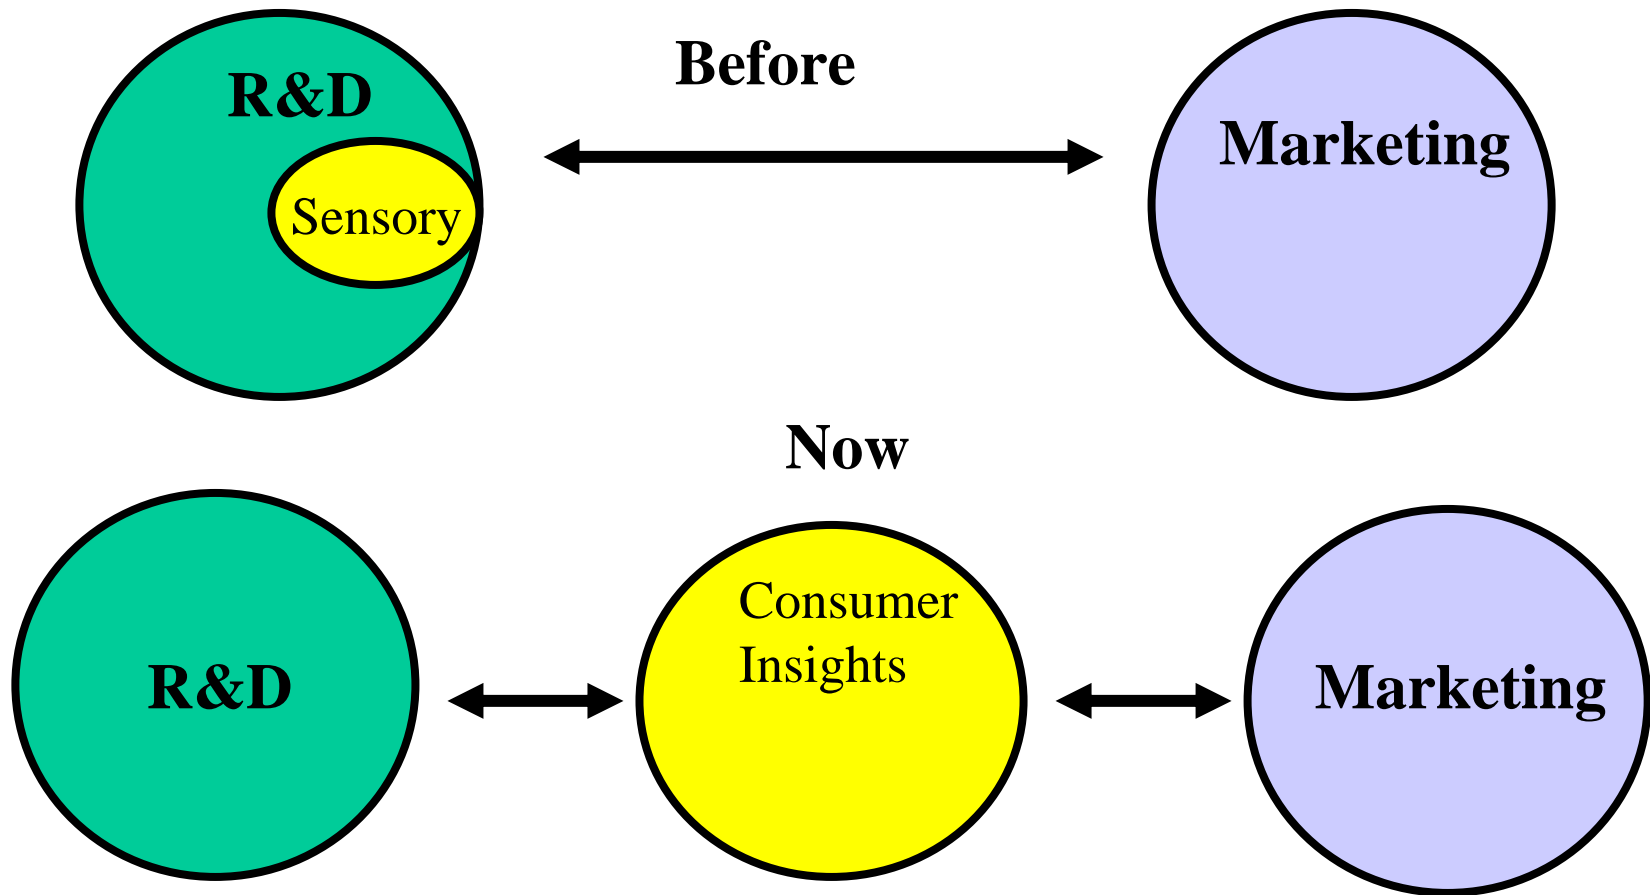 Before
R&D
Marketing
Sensory
Now
Consumer
Insights
R&D
Marketing